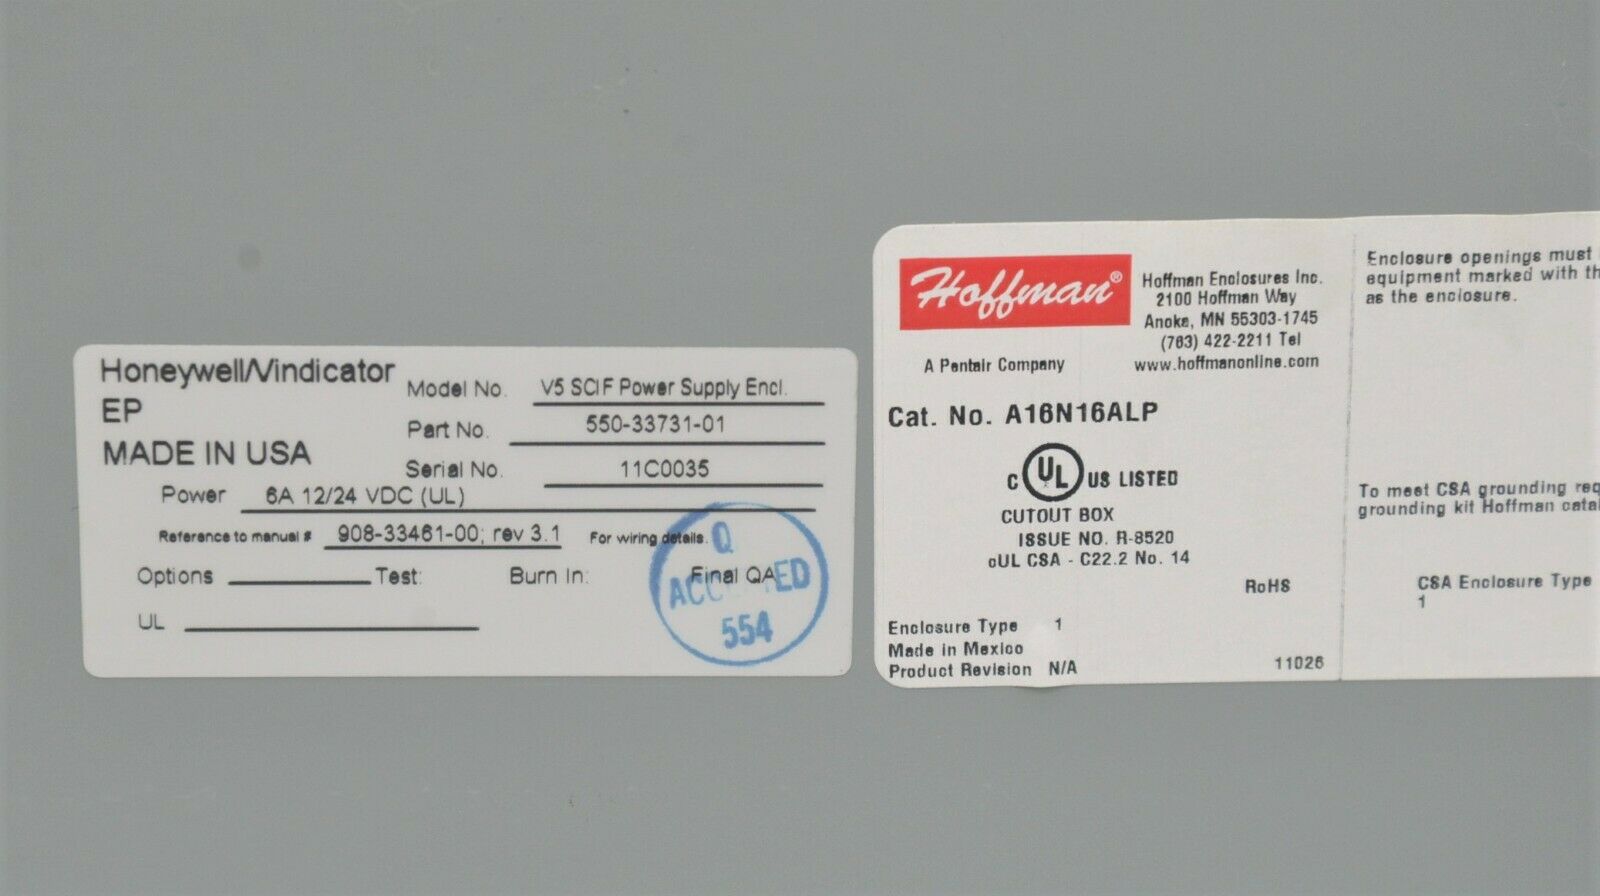 Honeywell/Vindicator
EP
MADE IN USA
Model No. V5 SCIF Power Supply Encl.
Part No. 550-33731-01
Serial No. 11C0035
Power 6A 12/24 VDC (UL)
Reference to manual # 908-33461-00; rev 3.1 For wiring details.
Options Test: Burn In: Final QA
UL
Q
ACCEPTED
554
Hoffman®
A Pentair Company
Hoffman Enclosures Inc.
2100 Hoffman Way
Anoka, MN 55303-1745
(763) 422-2211 Tel
www.hoffmanonline.com
Cat. No. A16N16ALP
C UL US LISTED
CUTOUT BOX
ISSUE NO. R-8520
cUL CSA - C22.2 No. 14
RoHS
Enclosure Type 1
Made in Mexico
Product Revision N/A
11026
Enclosure openings must
equipment marked with
as the enclosure.
To meet CSA grounding
grounding kit Hoffman
CSA Enclosure Type
1